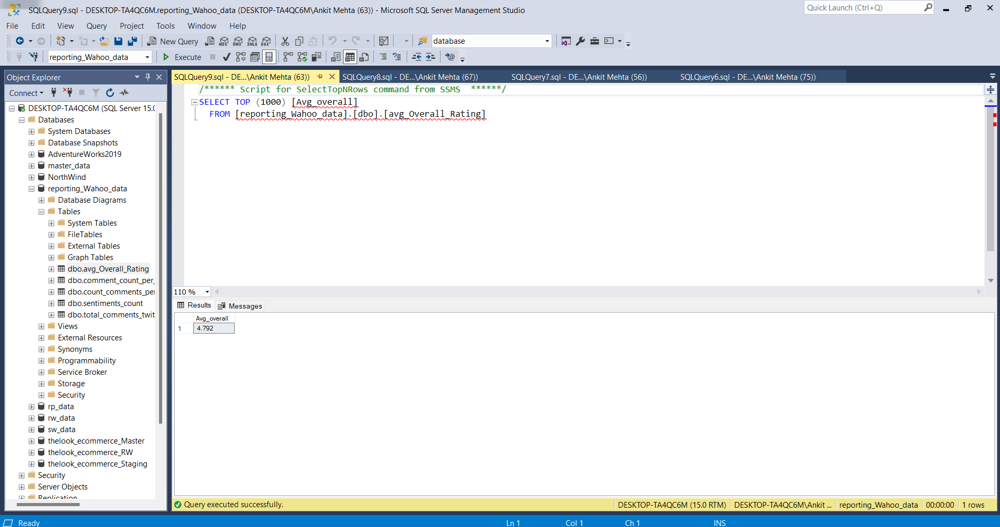 SQLQuery9.sql - DESKTOP-TA4QC6M.reporting_Wahoo_data (DESKTOP-TA4QC6M\Ankit Mehta (63)) - Microsoft SQL Server Management Studio
Quick Launch (Ctrl+Q)
File Edit View Query Project Tools Window Help
New Query
MDX DMX XMLA DAX
database
reporting_Wahoo_data
Execute
Object Explorer
Connect
DESKTOP-TA4QC6M (SQL Server 15.0
Databases
System Databases
Database Snapshots
AdventureWorks2019
master_data
NorthWind
reporting_Wahoo_data
Database Diagrams
Tables
System Tables
FileTables
External Tables
Graph Tables
dbo.avg_Overall_Rating
dbo.comment_count_per_
dbo.count_comments_per
dbo.sentiments_count
dbo.total_comments_twit
Views
External Resources
Synonyms
Programmability
Service Broker
Storage
Security
rp_data
rw_data
sw_data
thelook_ecommerce_Master
thelook_ecommerce_RW
thelook_ecommerce_Staging
Security
Server Objects
Replication
SQLQuery9.sql - DE...\Ankit Mehta (63))
SQLQuery8.sql - DE...\Ankit Mehta (67))
SQLQuery7.sql - DE...\Ankit Mehta (56))
SQLQuery6.sql - DE...\Ankit Mehta (75))
/****** Script for SelectTopNRows command from SSMS  ******/
SELECT TOP (1000) [Avg_overall]
FROM [reporting_Wahoo_data].[dbo].[avg_Overall_Rating]
110 %
Results
Messages
Avg_overall
1 4.792
Query executed successfully.
DESKTOP-TA4QC6M (15.0 RTM)
DESKTOP-TA4QC6M\Ankit ...
reporting_Wahoo_data
00:00:00
1 rows
Ready
Ln 1
Col 1
Ch 1
INS